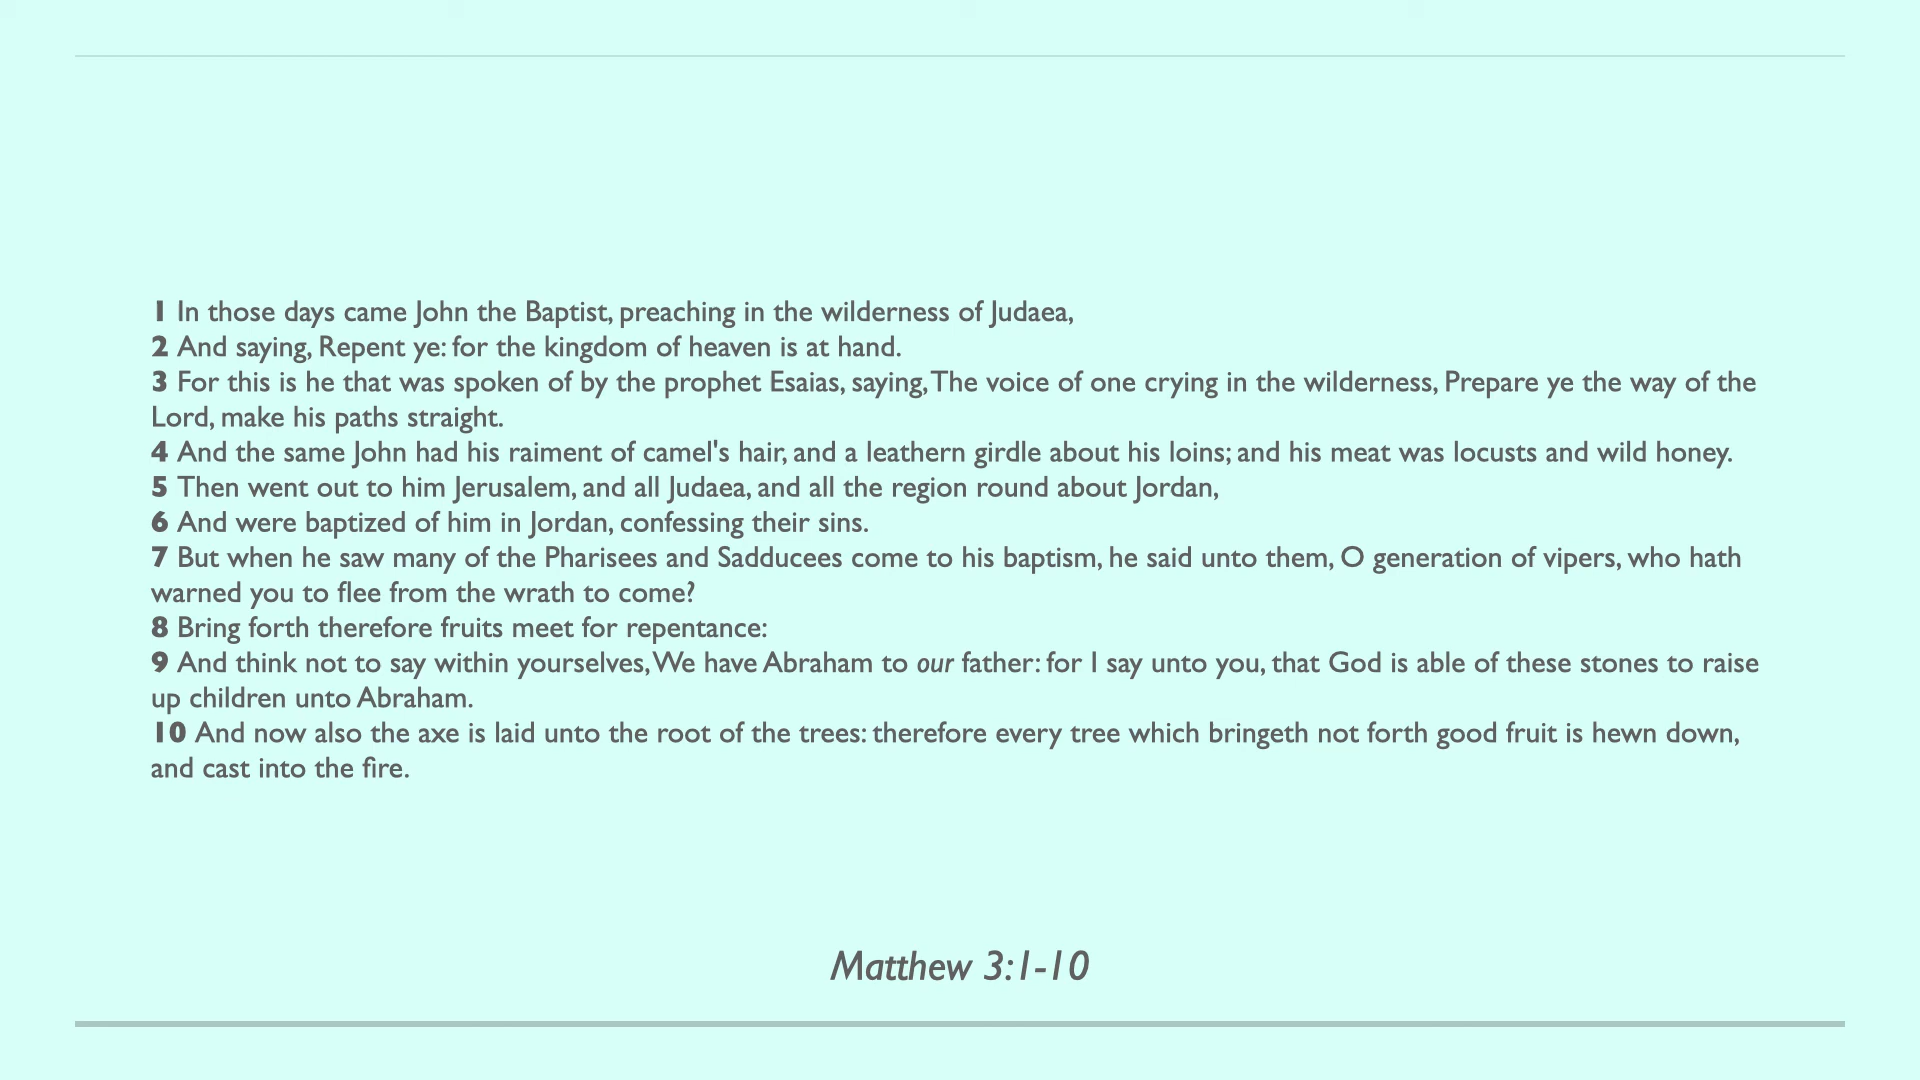 1 In those days came John the Baptist, preaching in the wilderness of Judaea,
2 And saying, Repent ye: for the kingdom of heaven is at hand.
3 For this is he that was spoken of by the prophet Esaias, saying, The voice of one crying in the wilderness, Prepare ye the way of the
Lord, make his paths straight.
4 And the same John had his raiment of camel's hair, and a leathern girdle about his loins; and his meat was locusts and wild honey.
5 Then went out to him Jerusalem, and all Judaea, and all the region round about Jordan,
6 And were baptized of him in Jordan, confessing their sins.
7 But when he saw many of the Pharisees and Sadducees come to his baptism, he said unto them, O generation of vipers, who hath
warned you to flee from the wrath to come?
8 Bring forth therefore fruits meet for repentance:
9 And think not to say within yourselves, We have Abraham to our father: for I say unto you, that God is able of these stones to raise
up children unto Abraham.
10 And now also the axe is laid unto the root of the trees: therefore every tree which bringeth not forth good fruit is hewn down,
and cast into the fire.
Matthew 3:1-10